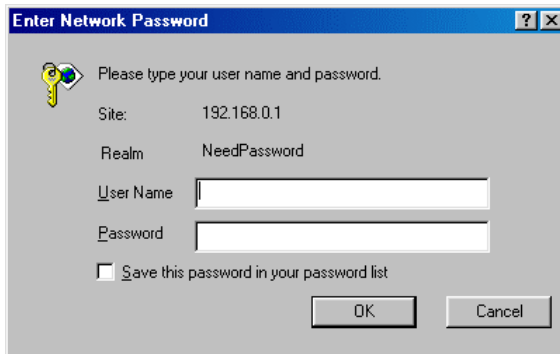 Enter Network Password
Please type your user name and password.
Site: 192.168.0.1
Realm NeedPassword
User Name
Password
Save this password in your password list
OK Cancel